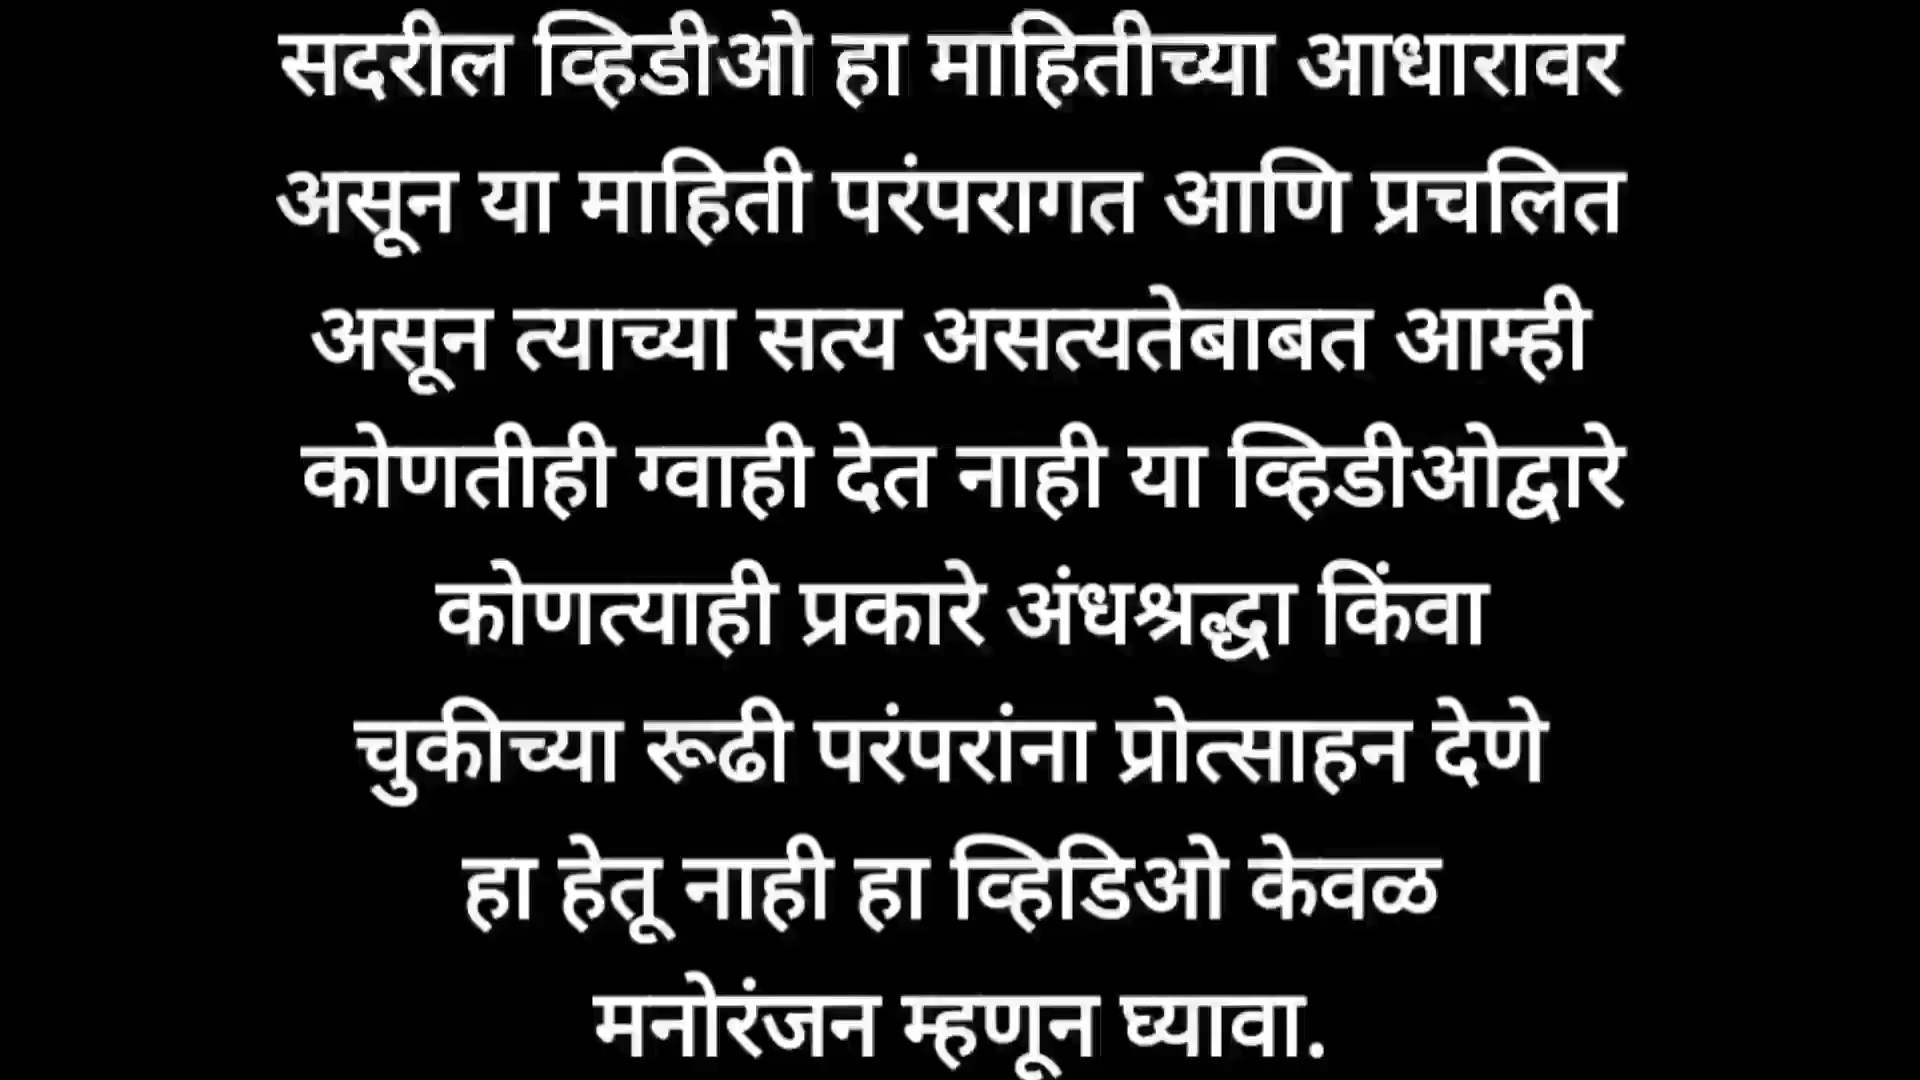 सदरील व्हिडीओ हा माहितीच्या आधारावर
असून या माहिती परंपरागत आणि प्रचलित
असून त्याच्या सत्य असत्यतेबाबत आम्ही
कोणतीही ग्वाही देत नाही या व्हिडीओद्वारे
कोणत्याही प्रकारे अंधश्रद्धा किंवा
चुकीच्या रूढी परंपरांना प्रोत्साहन देणे
हा हेतू नाही हा व्हिडिओ केवळ
मनोरंजन म्हणून घ्यावा.